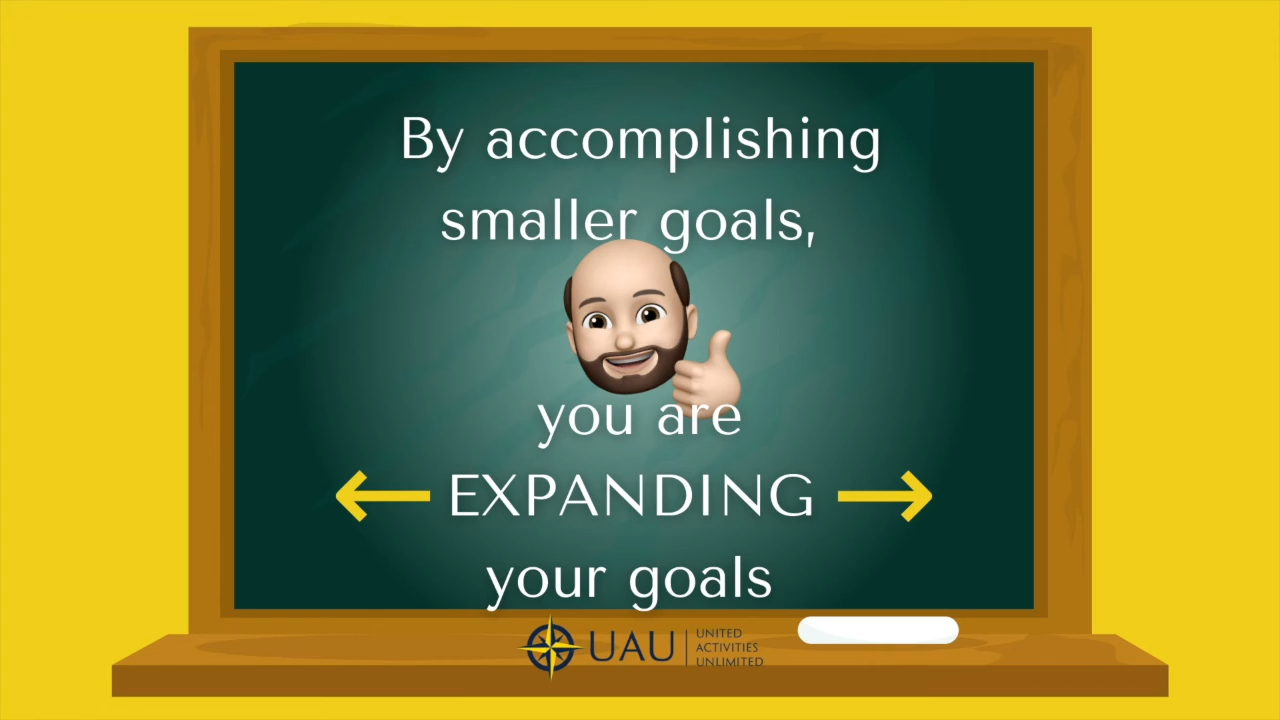 By accomplishing
smaller goals,
you are
EXPANDING
your goals
UAU
UNITED
ACTIVITIES
UNLIMITED